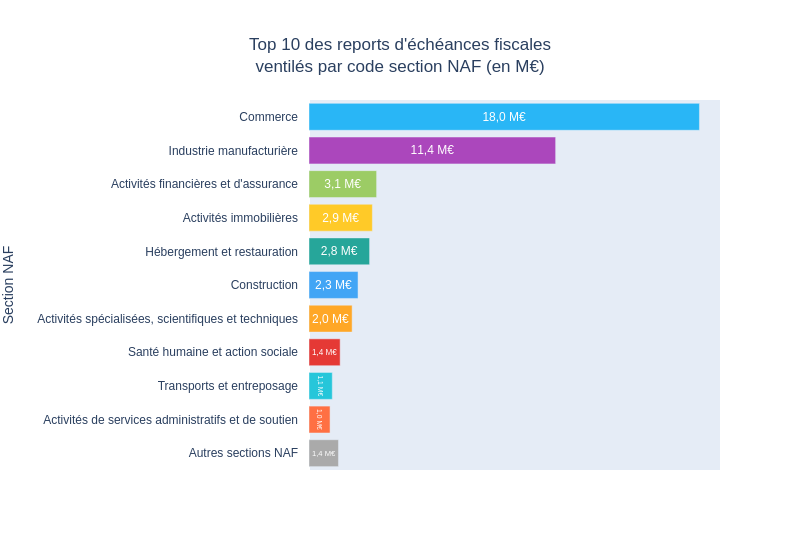 Top 10 des reports d'échéances fiscales
ventilés par code section NAF (en M€)
Section NAF
Commerce 18,0 M€
Industrie manufacturière 11,4 M€
Activités financières et d'assurance 3,1 M€
Activités immobilières 2,9 M€
Hébergement et restauration 2,8 M€
Construction 2,3 M€
Activités spécialisées, scientifiques et techniques 2,0 M€
Santé humaine et action sociale 1,4 M€
Transports et entreposage 1,1 M€
Activités de services administratifs et de soutien 1,0 M€
Autres sections NAF 1,4 M€